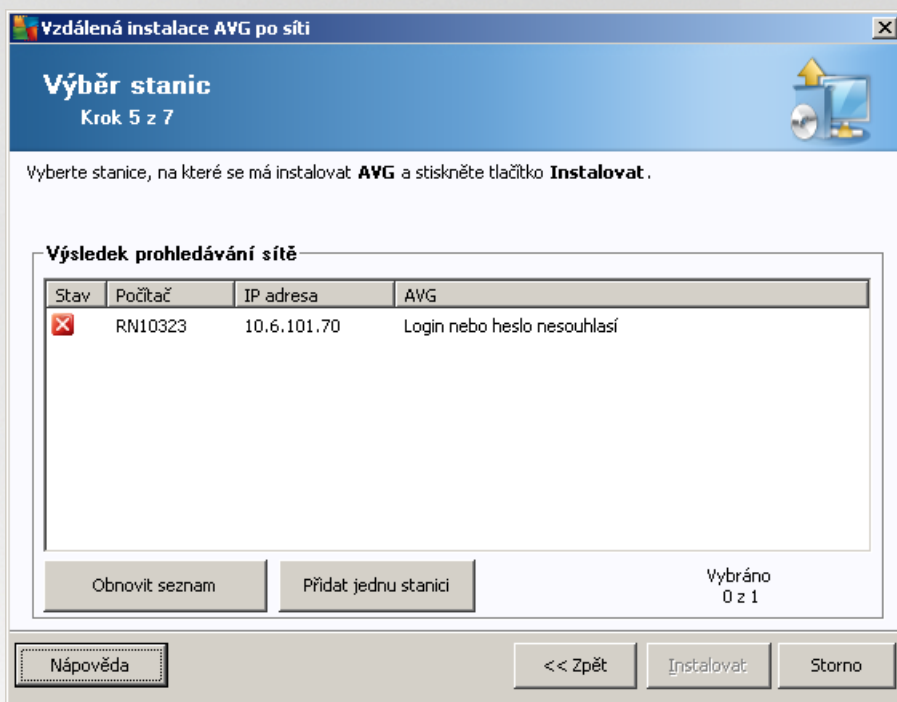 Vzdálená instalace AVG po síti
Výběr stanic
Krok 5 z 7
Vyberte stanice, na které se má instalovat AVG a stiskněte tlačítko Instalovat.
Výsledek prohledávání sítě
Stav Počítač IP adresa AVG
RN10323 10.6.101.70 Login nebo heslo nesouhlasí
Obnovit seznam Přidat jednu stanici Vybráno
0 z 1
Nápověda << Zpět Instalovat Storno